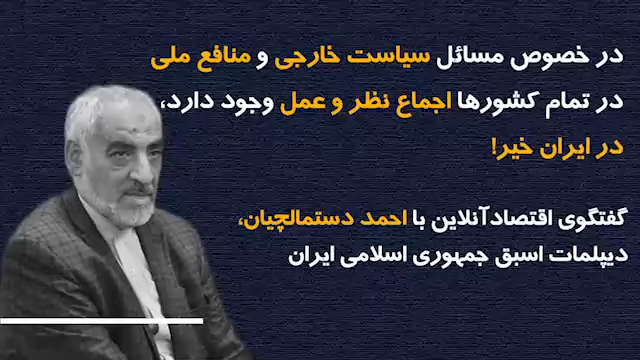 در خصوص مسائل سیاست خارجی و منافع ملی
در تمام کشورها اجماع نظر و عمل وجود دارد،
در ایران خیر!
گفتگوی اقتصادآنلاین با احمد دستمالچیان،
دیپلمات اسبق جمهوری اسلامی ایران